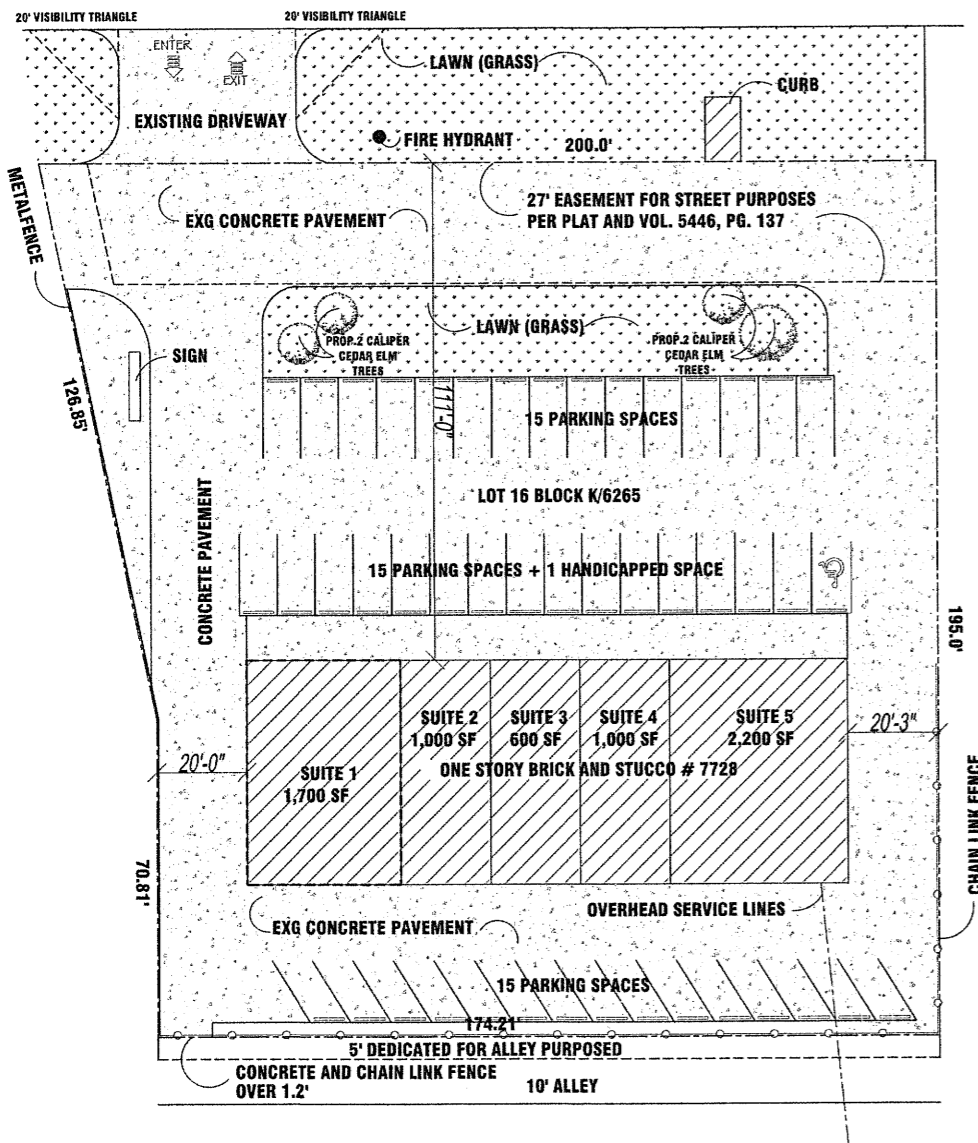 20' VISIBILITY TRIANGLE
20' VISIBILITY TRIANGLE
ENTER
EXIT
LAWN (GRASS)
CURB
EXISTING DRIVEWAY
FIRE HYDRANT
200.0'
METALFENCE
EXG CONCRETE PAVEMENT
27' EASEMENT FOR STREET PURPOSES
PER PLAT AND VOL. 5446, PG. 137
SIGN
PROP.2 CALIPER
CEDAR ELM
TREES
LAWN (GRASS)
PROP.2 CALIPER
CEDAR ELM
TREES
126.85'
111'-0"
15 PARKING SPACES
LOT 16 BLOCK K/6265
CONCRETE PAVEMENT
15 PARKING SPACES + 1 HANDICAPPED SPACE
195.0'
SUITE 1
1,700 SF
SUITE 2
1,000 SF
SUITE 3
600 SF
SUITE 4
1,000 SF
SUITE 5
2,200 SF
ONE STORY BRICK AND STUCCO # 7728
20'-0"
20'-3"
CHAIN LINK FENCE
70.81'
OVERHEAD SERVICE LINES
EXG CONCRETE PAVEMENT
15 PARKING SPACES
174.21'
5' DEDICATED FOR ALLEY PURPOSED
CONCRETE AND CHAIN LINK FENCE
OVER 1.2'
10' ALLEY